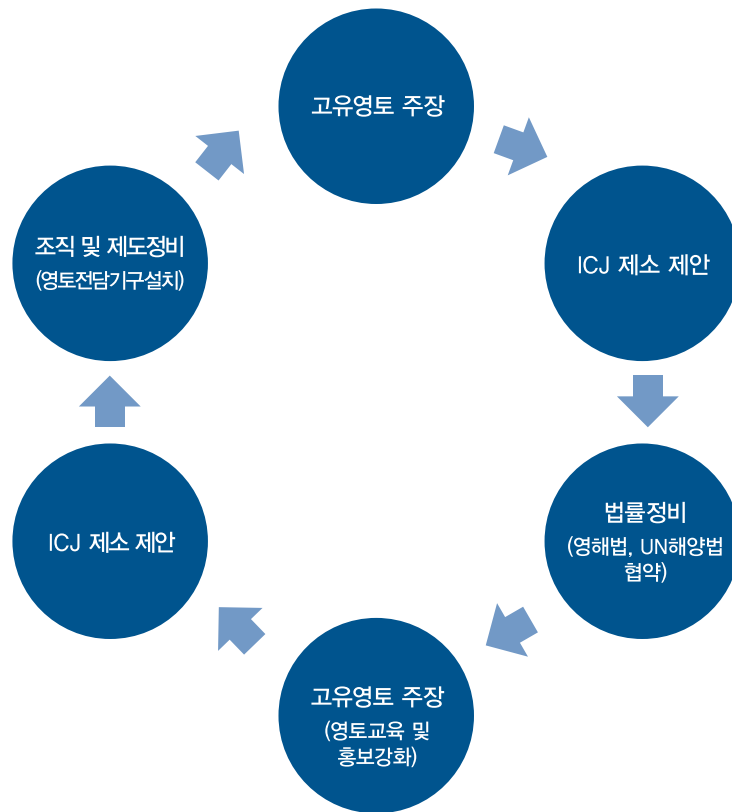 고유영토 주장
ICJ 제소 제안
법률정비
(영해법, UN해양법
협약)
고유영토 주장
(영토교육 및
홍보강화)
ICJ 제소 제안
조직 및 제도정비
(영토전담기구설치)